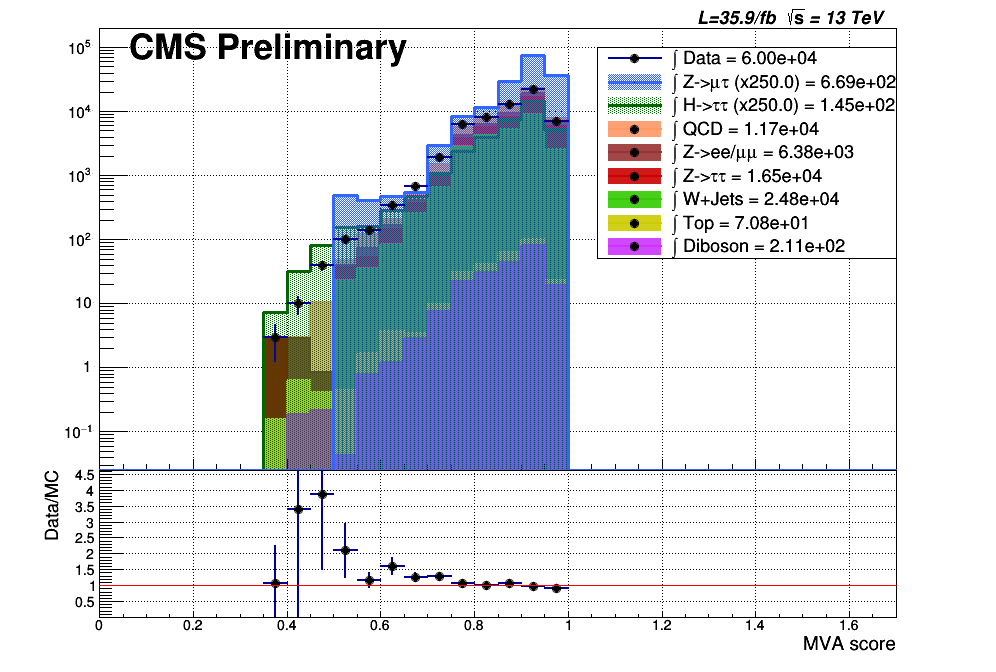 L=35.9/fb √s = 13 TeV
CMS Preliminary
∫ Data = 6.00e+04
∫ Z->μτ (x250.0) = 6.69e+02
∫ H->ττ (x250.0) = 1.45e+02
∫ QCD = 1.17e+04
∫ Z->ee/μμ = 6.38e+03
∫ Z->ττ = 1.65e+04
∫ W+Jets = 2.48e+04
∫ Top = 7.08e+01
∫ Diboson = 2.11e+02
10⁵
10⁴
10³
10²
10
1
10⁻¹
Data/MC
4.5
4
3.5
3
2.5
2
1.5
1
0.5
0 0.2 0.4 0.6 0.8 1 1.2 1.4 1.6
MVA score